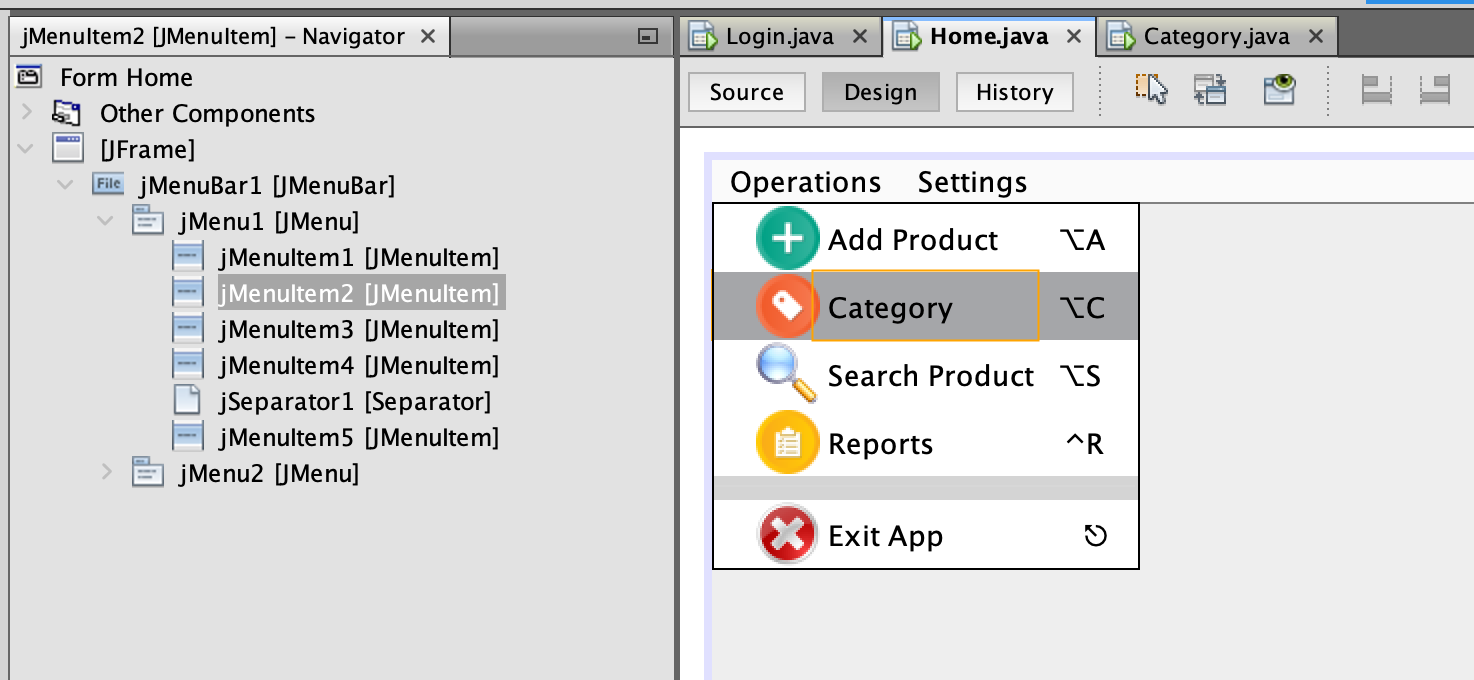 jMenuItem2 [JMenuItem] – Navigator
Form Home
Other Components
[JFrame]
File jMenuBar1 [JMenuBar]
jMenu1 [JMenu]
jMenuItem1 [JMenuItem]
jMenuItem2 [JMenuItem]
jMenuItem3 [JMenuItem]
jMenuItem4 [JMenuItem]
jSeparator1 [Separator]
jMenuItem5 [JMenuItem]
jMenu2 [JMenu]
Login.java Home.java Category.java
Source Design History
Operations Settings
Add Product ⌥A
Category ⌥C
Search Product ⌥S
Reports ^R
Exit App ⎋